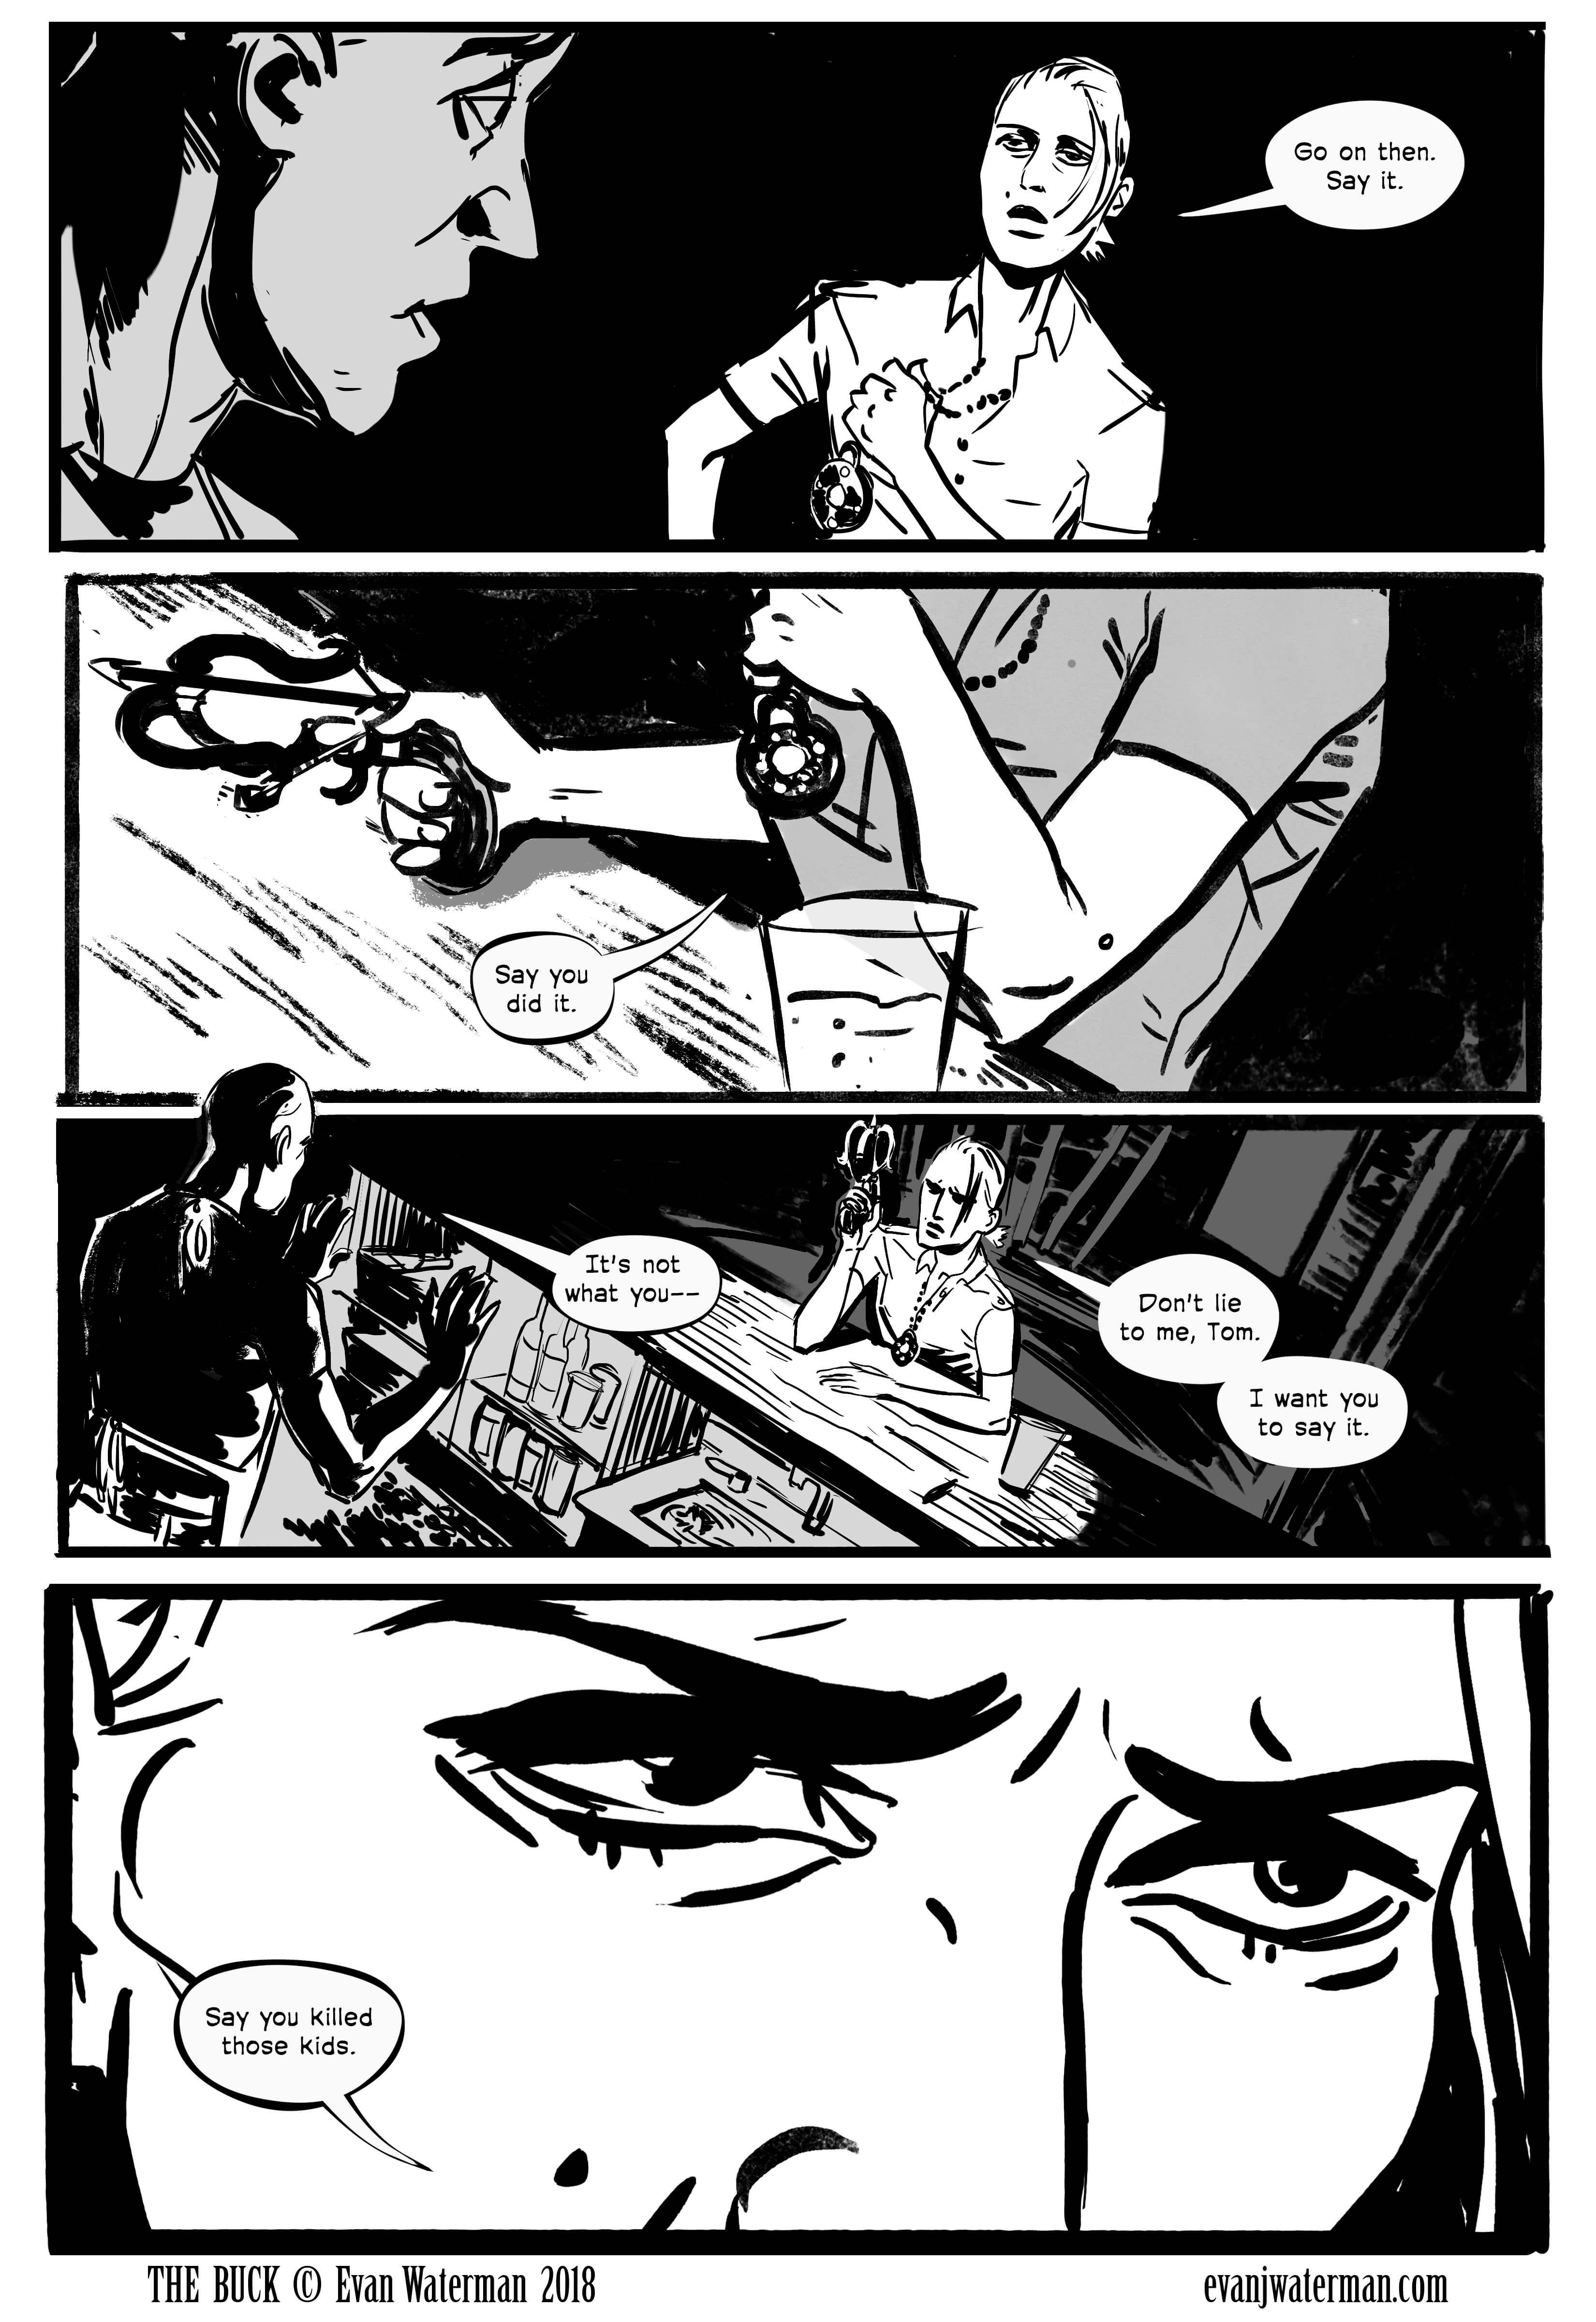 Go on then.
Say it.
Say you
did it.
It's not
what you--
Don't lie
to me, Tom.
I want you
to say it.
Say you killed
those kids.
THE BUCK © Evan Waterman 2018
evanjwaterman.com